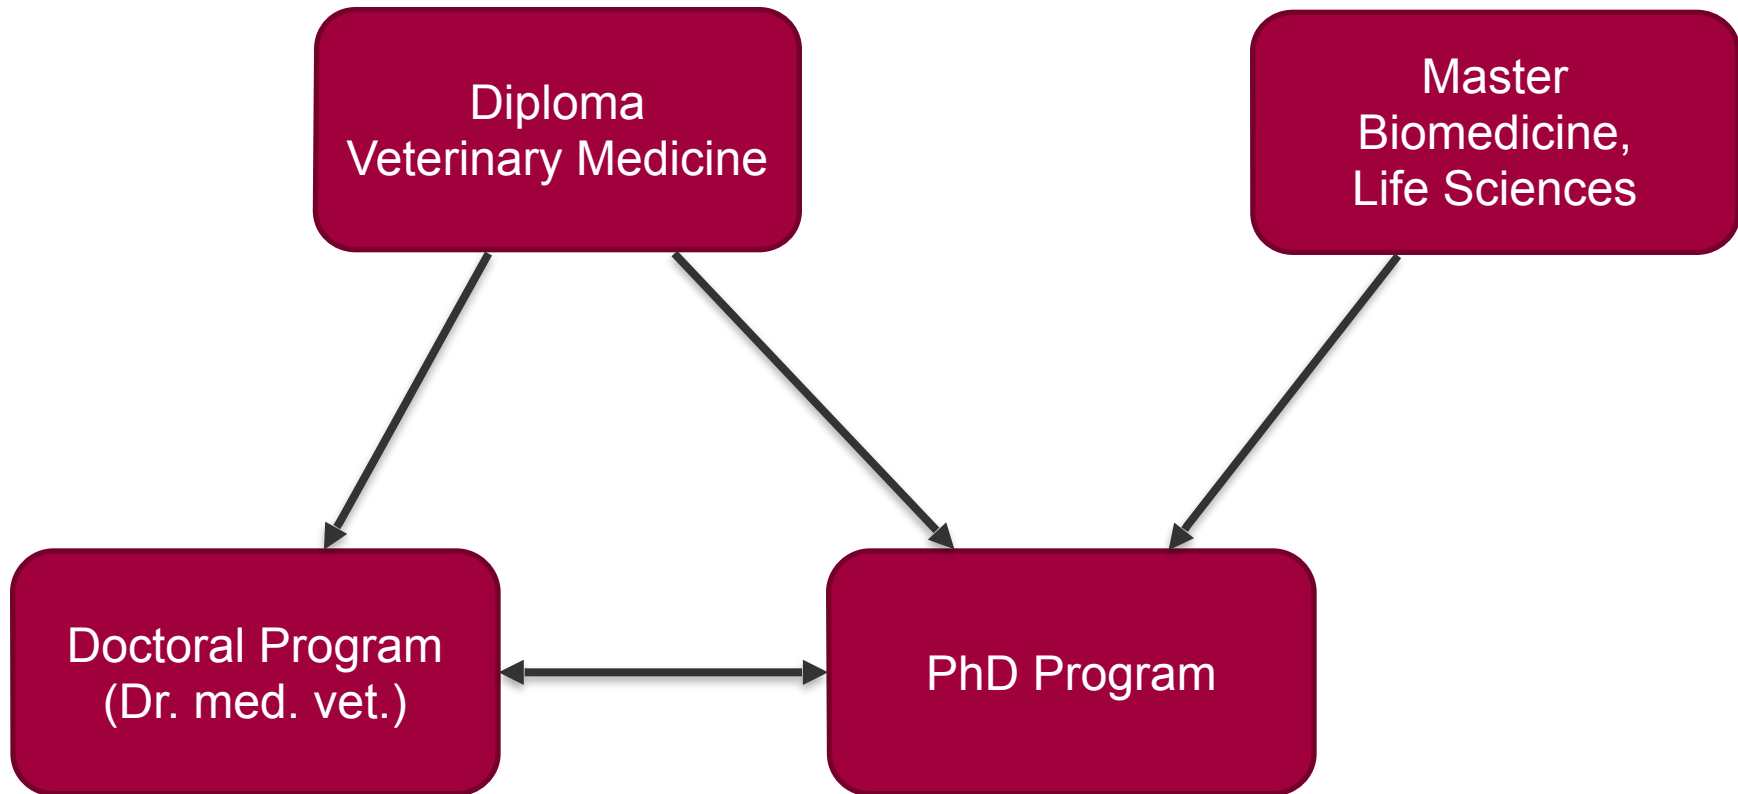 Diploma
Veterinary Medicine
Master
Biomedicine,
Life Sciences
Doctoral Program
(Dr. med. vet.)
PhD Program